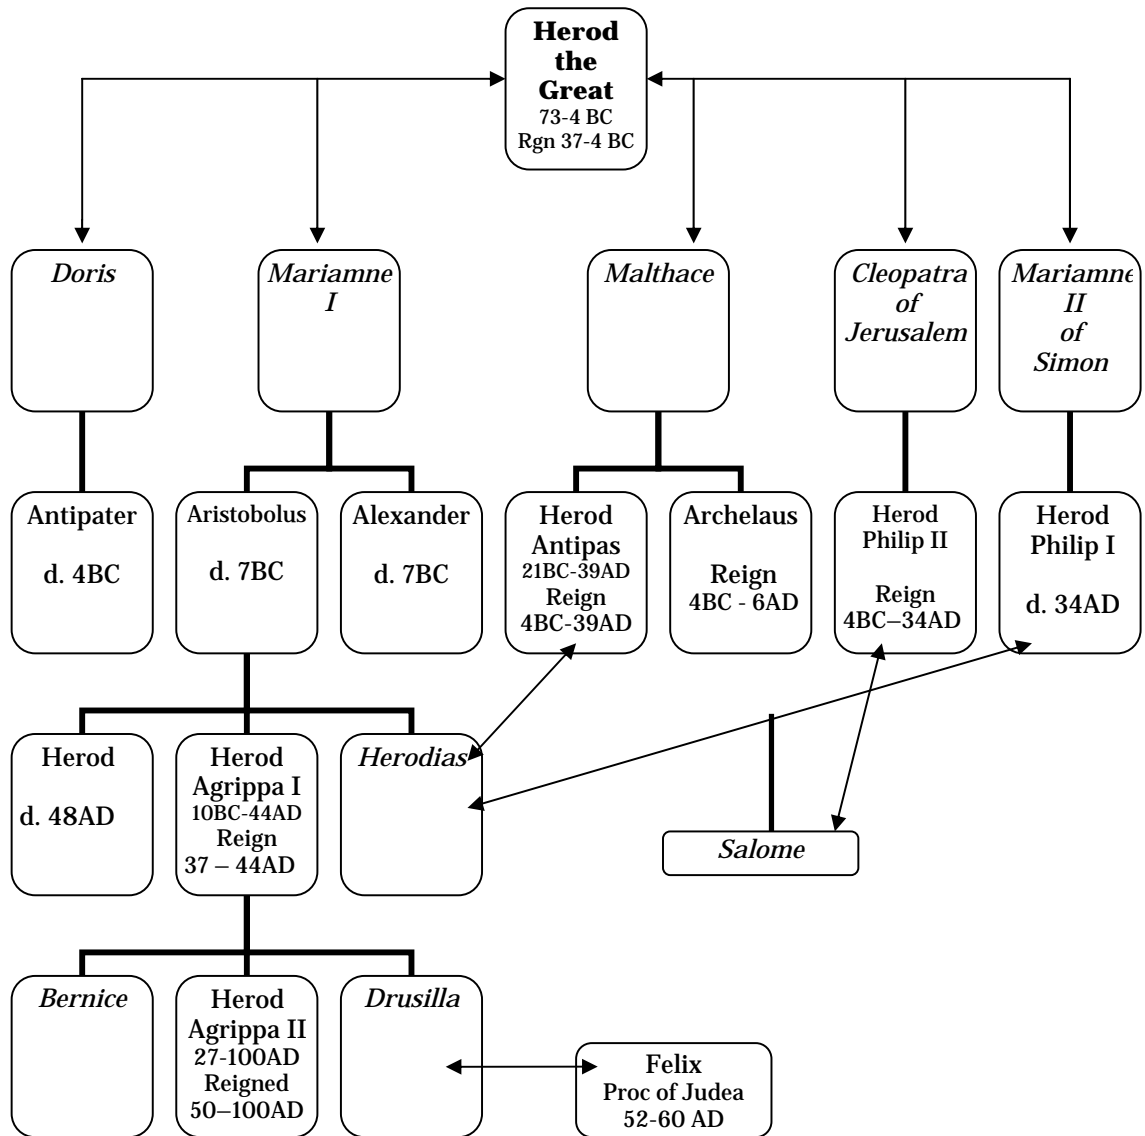 Herod
the
Great
73-4 BC
Rgn 37-4 BC
Doris
Mariamne
I
Malthace
Cleopatra
of
Jerusalem
Mariamne
II
of
Simon
Antipater
d. 4BC
Aristobolus
d. 7BC
Alexander
d. 7BC
Herod
Antipas
21BC-39AD
Reign
4BC-39AD
Archelaus
Reign
4BC - 6AD
Herod
Philip II
Reign
4BC–34AD
Herod
Philip I
d. 34AD
Herod
d. 48AD
Herod
Agrippa I
10BC-44AD
Reign
37 – 44AD
Herodias
Salome
Bernice
Herod
Agrippa II
27-100AD
Reigned
50–100AD
Drusilla
Felix
Proc of Judea
52-60 AD